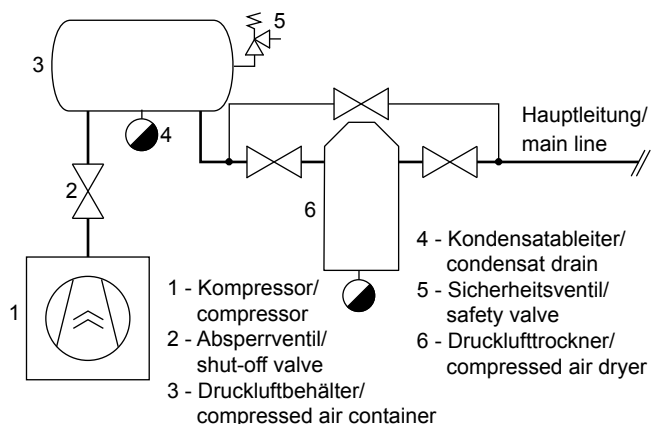 5
3
4
Hauptleitung/
main line
2
6
1
1 - Kompressor/
compressor
2 - Absperrventil/
shut-off valve
3 - Druckluftbehälter/
compressed air container
4 - Kondensatableiter/
condensat drain
5 - Sicherheitsventil/
safety valve
6 - Drucklufttrockner/
compressed air dryer